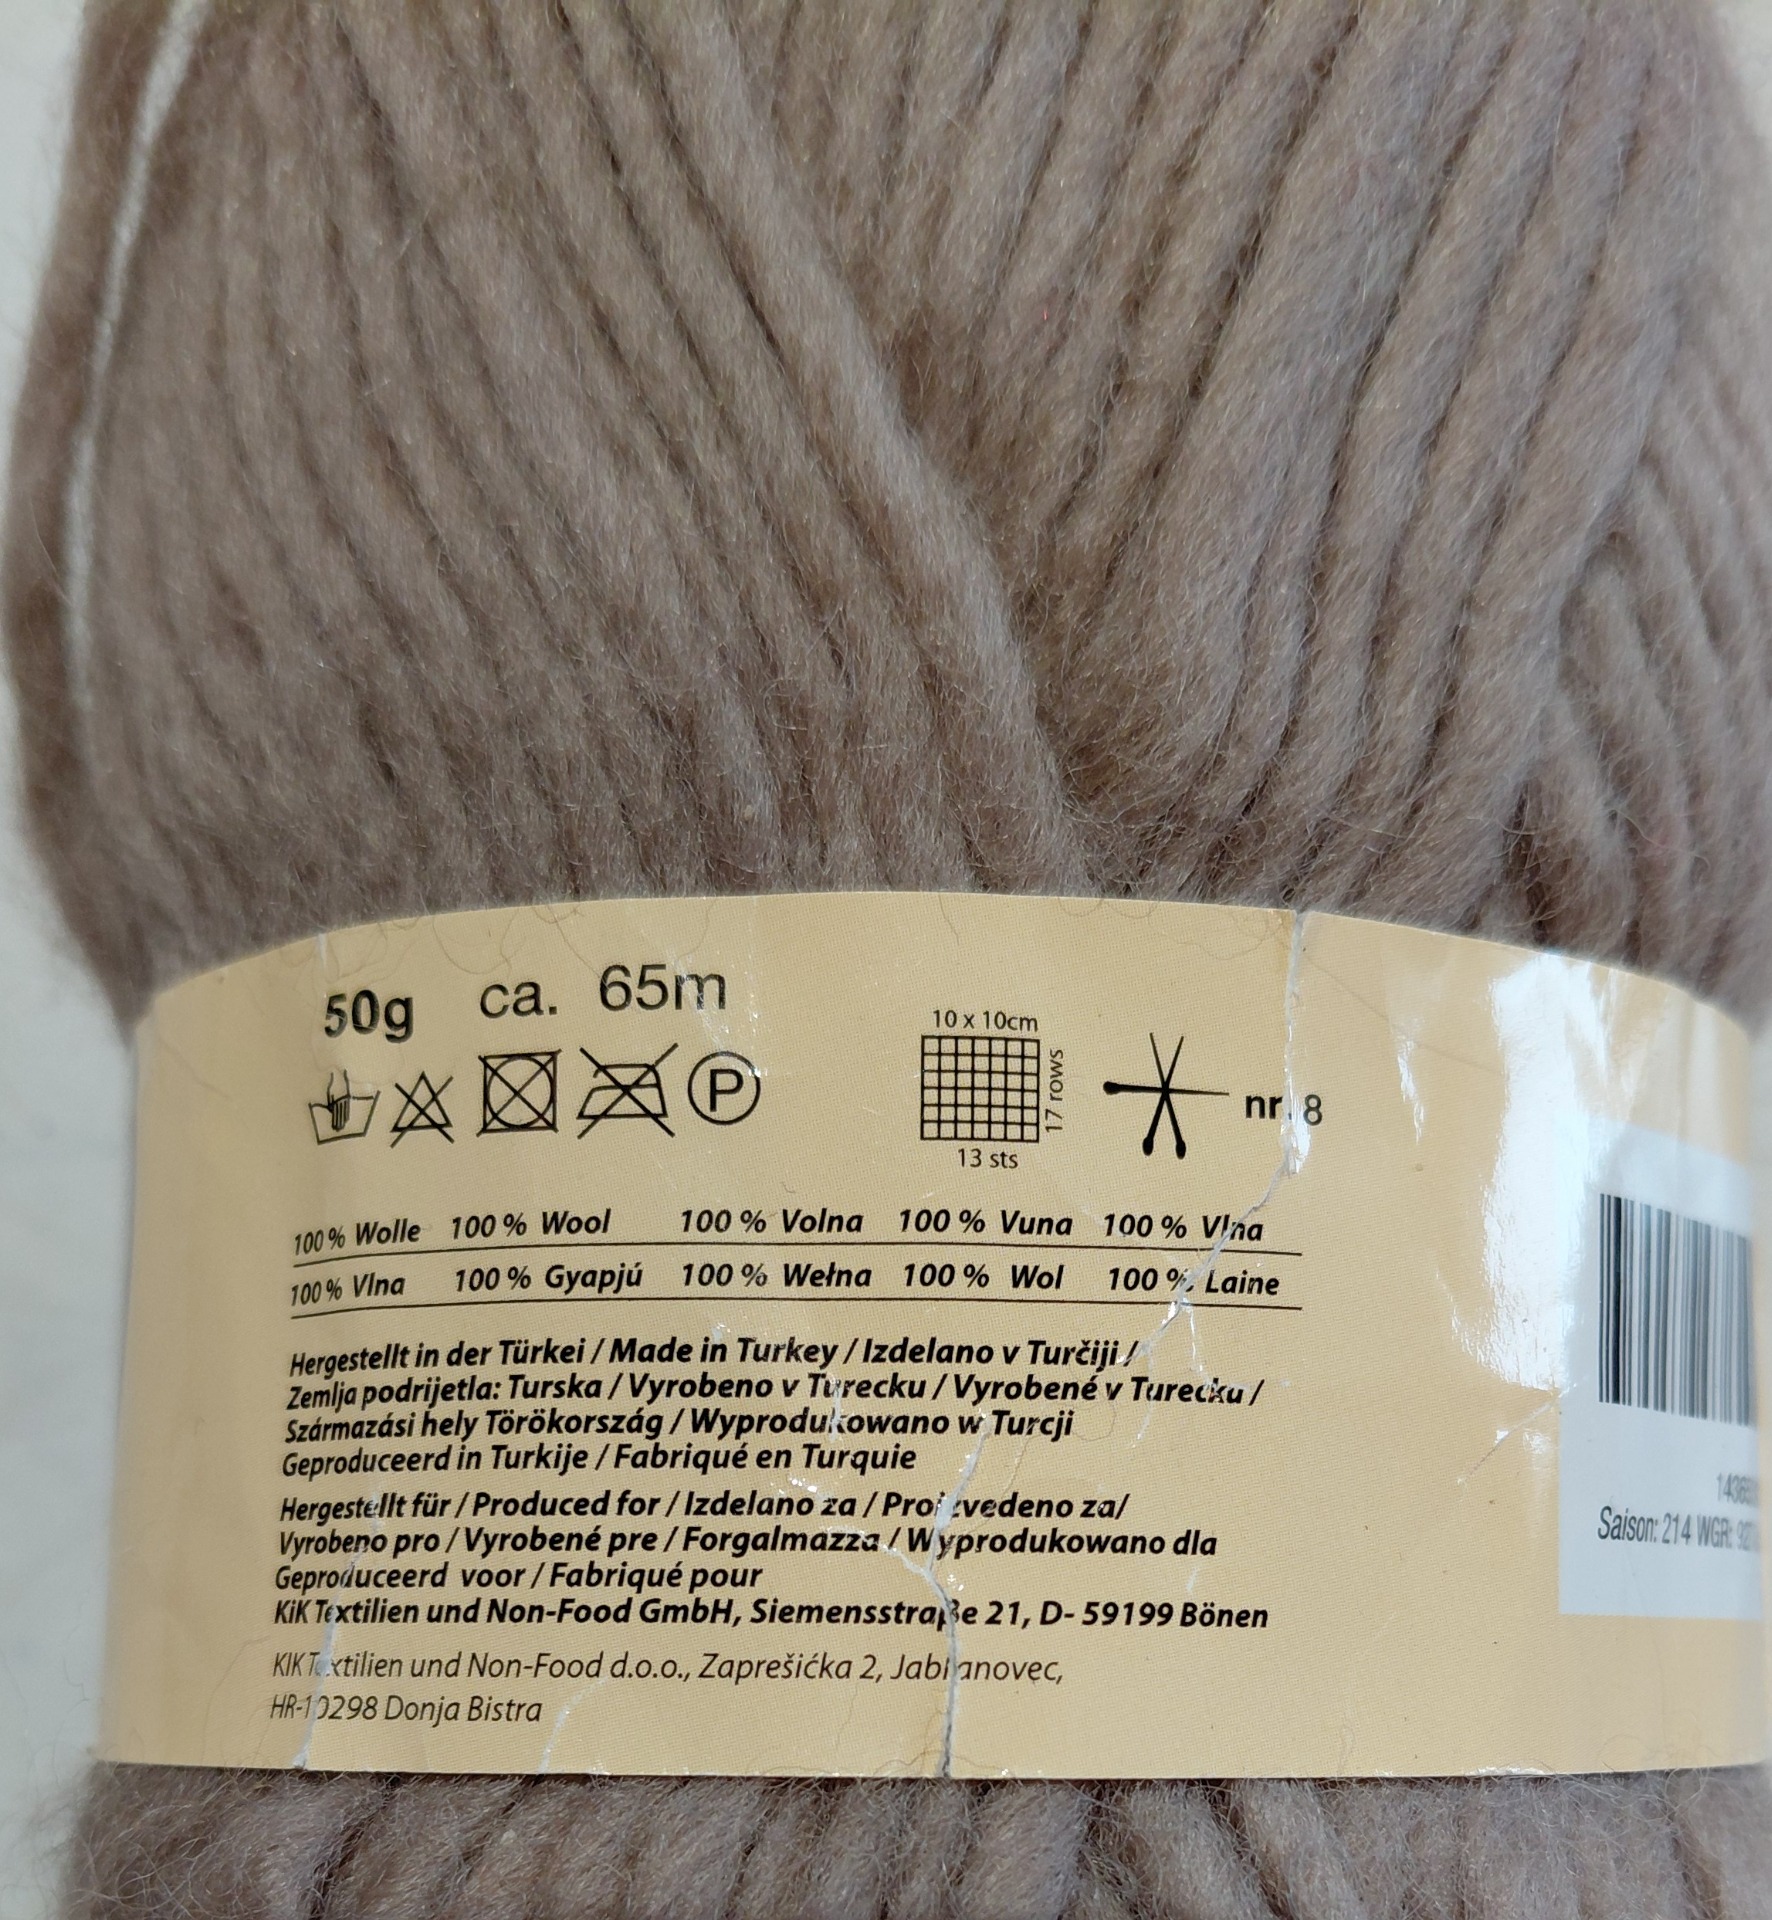 50g ca. 65m
P
10 x 10cm
17 rows
13 sts
nr. 8
100 % Wolle 100 % Wool 100 % Volna 100 % Vuna 100 % Vlna
100 % Vlna 100 % Gyapjú 100 % Wełna 100 % Wol 100 % Laine
Hergestellt in der Türkei / Made in Turkey / Izdelano v Turčiji /
Zemlja podrijetla: Turska / Vyrobeno v Turecku / Vyrobené v Turecku /
Származási hely Törökország / Wyprodukowano w Turcji
Geproduceerd in Turkije / Fabriqué en Turquie
Hergestellt für / Produced for / Izdelano za / Proizvedeno za/
Vyrobeno pro / Vyrobené pre / Forgalmazza / Wyprodukowano dla
Geproduceerd voor / Fabriqué pour
KiK Textilien und Non-Food GmbH, Siemensstraße 21, D- 59199 Bönen
KIK Textilien und Non-Food d.o.o., Zaprešićka 2, Jablanovec,
HR-10298 Donja Bistra
Saison: 214 WGR: